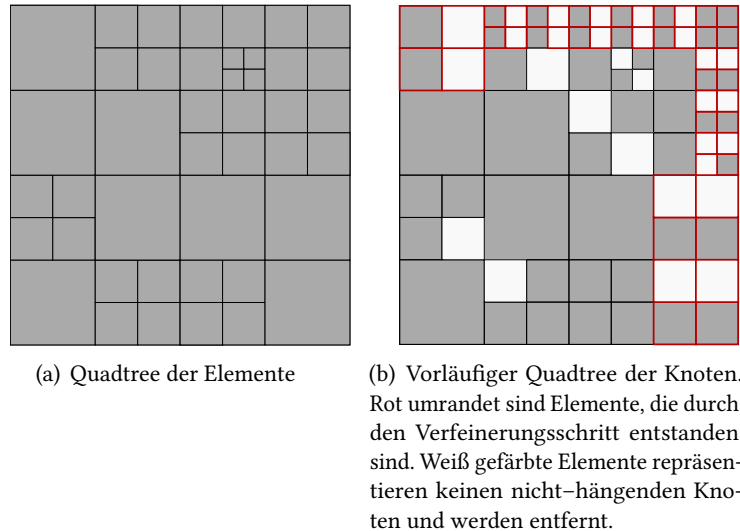 (a) Quadtree der Elemente
(b) Vorläufiger Quadtree der Knoten.
Rot umrandet sind Elemente, die durch
den Verfeinerungsschritt entstanden
sind. Weiß gefärbte Elemente repräsen-
tieren keinen nicht–hängenden Kno-
ten und werden entfernt.